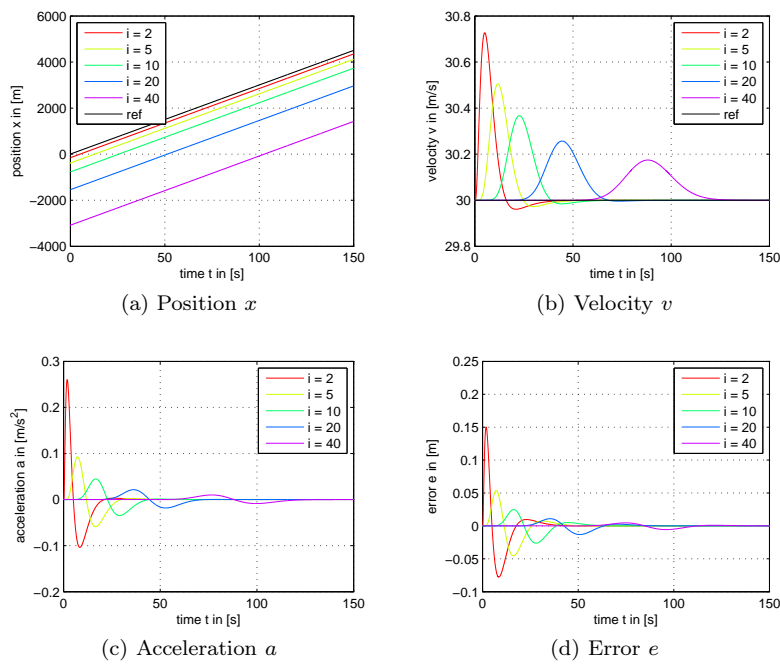 6000
4000
2000
0
−2000
−4000
position x in [m]
i = 2
i = 5
i = 10
i = 20
i = 40
ref
0
50
100
150
time t in [s]
(a) Position x
30.8
30.6
30.4
30.2
30
29.8
velocity v in [m/s]
i = 2
i = 5
i = 10
i = 20
i = 40
ref
0
50
100
150
time t in [s]
(b) Velocity v
0.3
0.2
0.1
0
−0.1
−0.2
acceleration a in [m/s²]
i = 2
i = 5
i = 10
i = 20
i = 40
0
50
100
150
time t in [s]
(c) Acceleration a
0.25
0.2
0.15
0.1
0.05
0
−0.05
−0.1
error e in [m]
i = 2
i = 5
i = 10
i = 20
i = 40
0
50
100
150
time t in [s]
(d) Error e